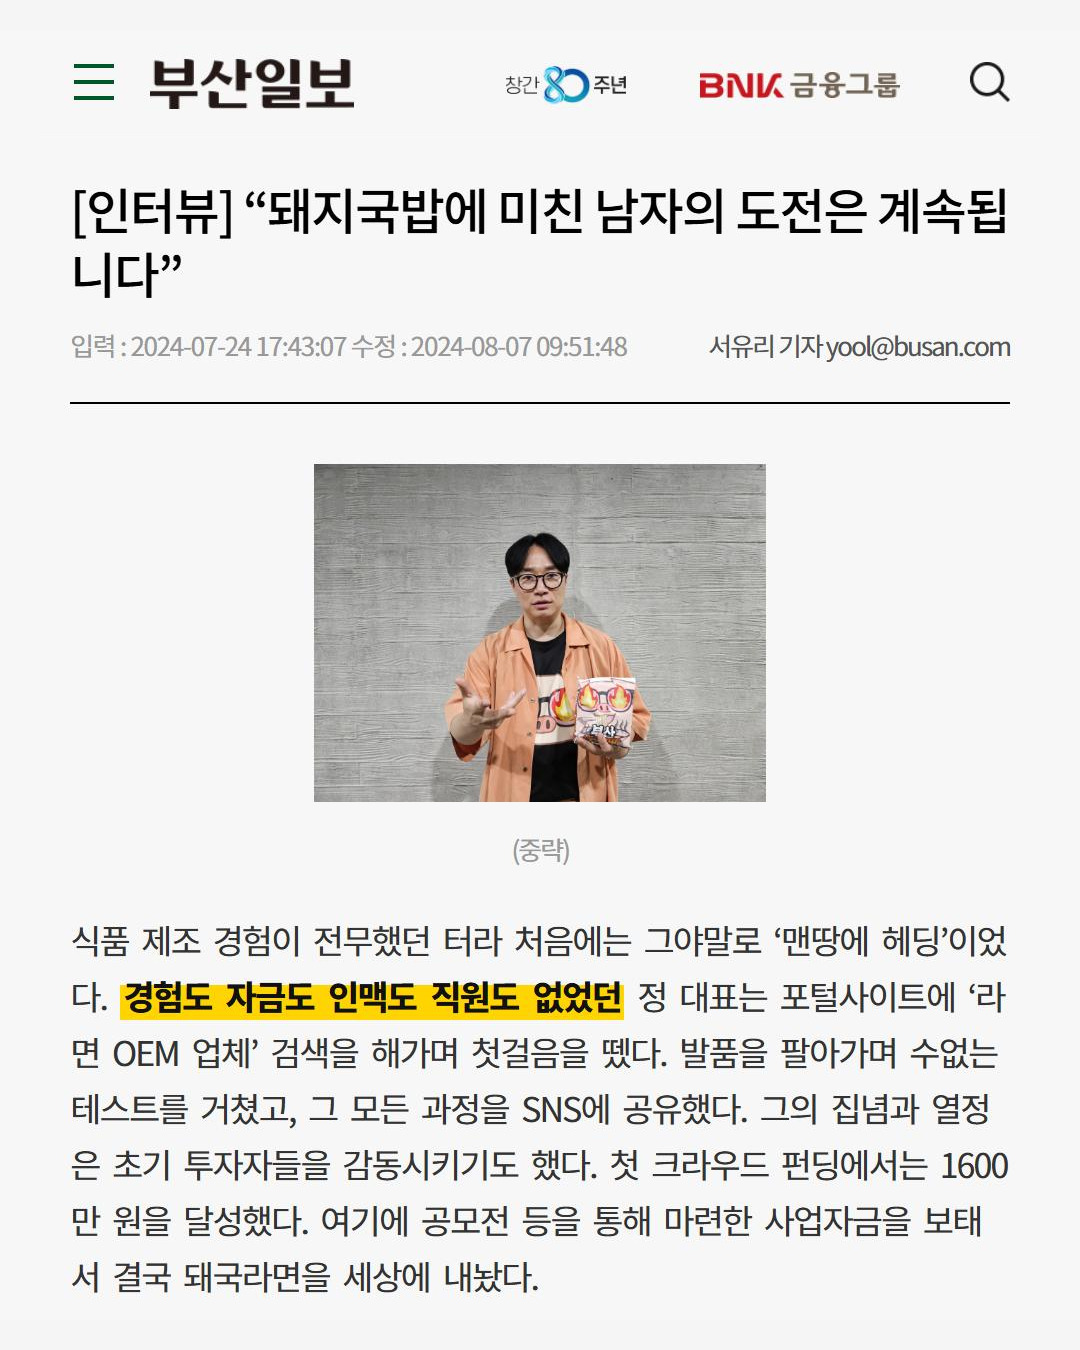 부산일보
창간 80주년
BNK 금융그룹
[인터뷰] “돼지국밥에 미친 남자의 도전은 계속됩
니다”
입력 : 2024-07-24 17:43:07 수정 : 2024-08-07 09:51:48 서유리 기자 yool@busan.com
부산
(중략)
식품 제조 경험이 전무했던 터라 처음에는 그야말로 ‘맨땅에 헤딩’이었
다. 경험도 자금도 인맥도 직원도 없었던 정 대표는 포털사이트에 ‘라
면 OEM 업체’ 검색을 해가며 첫걸음을 뗐다. 발품을 팔아가며 수없는
테스트를 거쳤고, 그 모든 과정을 SNS에 공유했다. 그의 집념과 열정
은 초기 투자자들을 감동시키기도 했다. 첫 크라우드 펀딩에서는 1600
만 원을 달성했다. 여기에 공모전 등을 통해 마련한 사업자금을 보태
서 결국 돼국라면을 세상에 내놨다.